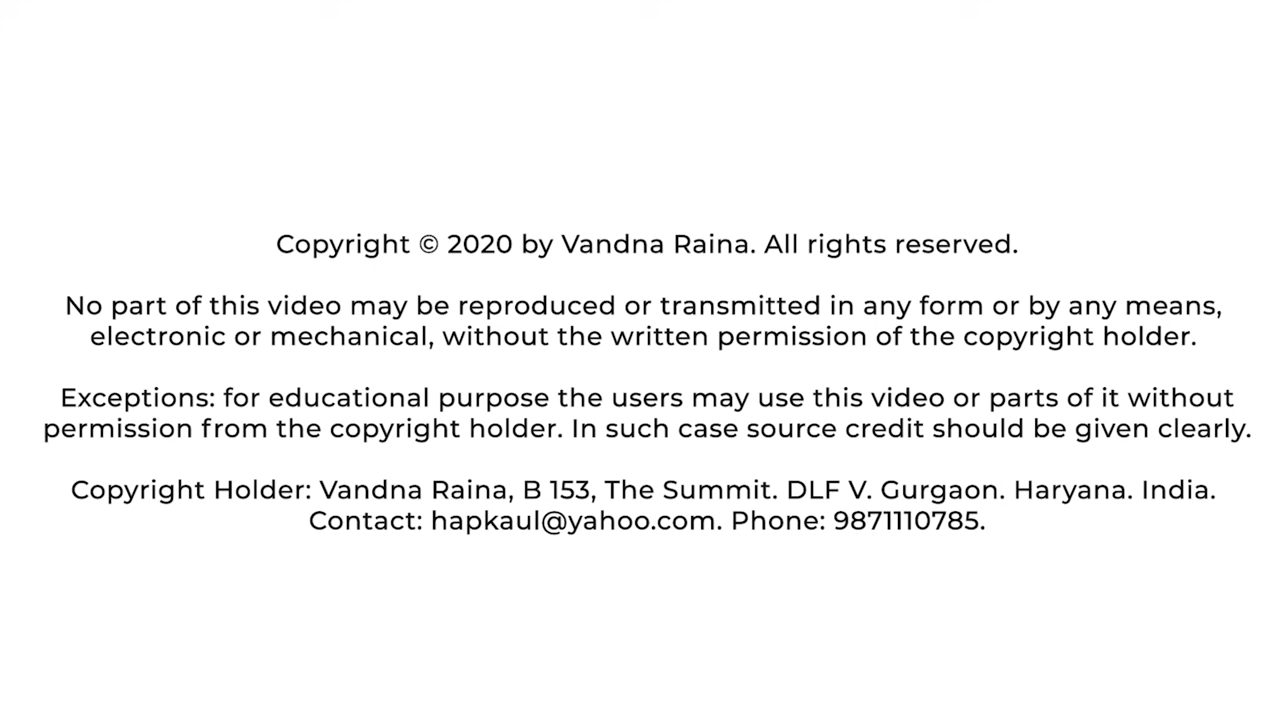 Copyright © 2020 by Vandna Raina. All rights reserved.
No part of this video may be reproduced or transmitted in any form or by any means,
electronic or mechanical, without the written permission of the copyright holder.
Exceptions: for educational purpose the users may use this video or parts of it without
permission from the copyright holder. In such case source credit should be given clearly.
Copyright Holder: Vandna Raina, B 153, The Summit. DLF V. Gurgaon. Haryana. India.
Contact: hapkaul@yahoo.com. Phone: 9871110785.